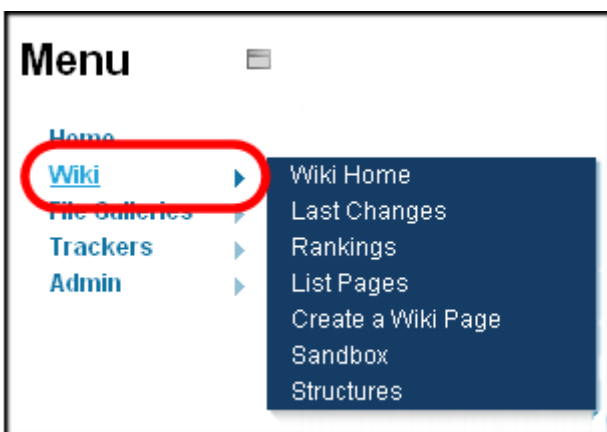 Menu
Home
Wiki
File Galleries
Trackers
Admin
Wiki Home
Last Changes
Rankings
List Pages
Create a Wiki Page
Sandbox
Structures